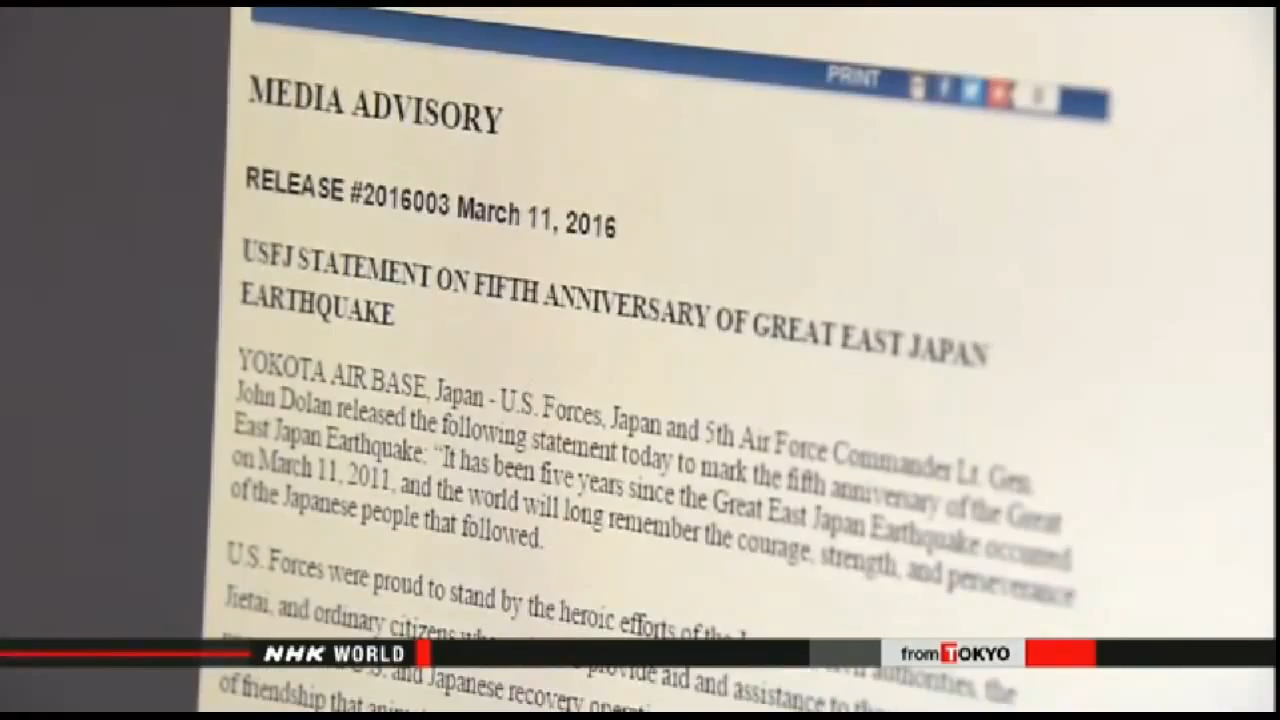 PRINT
MEDIA ADVISORY
RELEASE #2016003 March 11, 2016
USFJ STATEMENT ON FIFTH ANNIVERSARY OF GREAT EAST JAPAN
EARTHQUAKE
YOKOTA AIR BASE, Japan - U.S. Forces, Japan and 5th Air Force Commander Lt. Gen.
John Dolan released the following statement today to mark the fifth anniversary of the Great
East Japan Earthquake: “It has been five years since the Great East Japan Earthquake occurred
on March 11, 2011, and the world will long remember the courage, strength, and perseverance
of the Japanese people that followed.
U.S. Forces were proud to stand by the heroic efforts of the
Jietai, and ordinary citizens authorities, the
and Japanese recovery provide aid and assistance to
of friendship that
NHK WORLD
from TOKYO